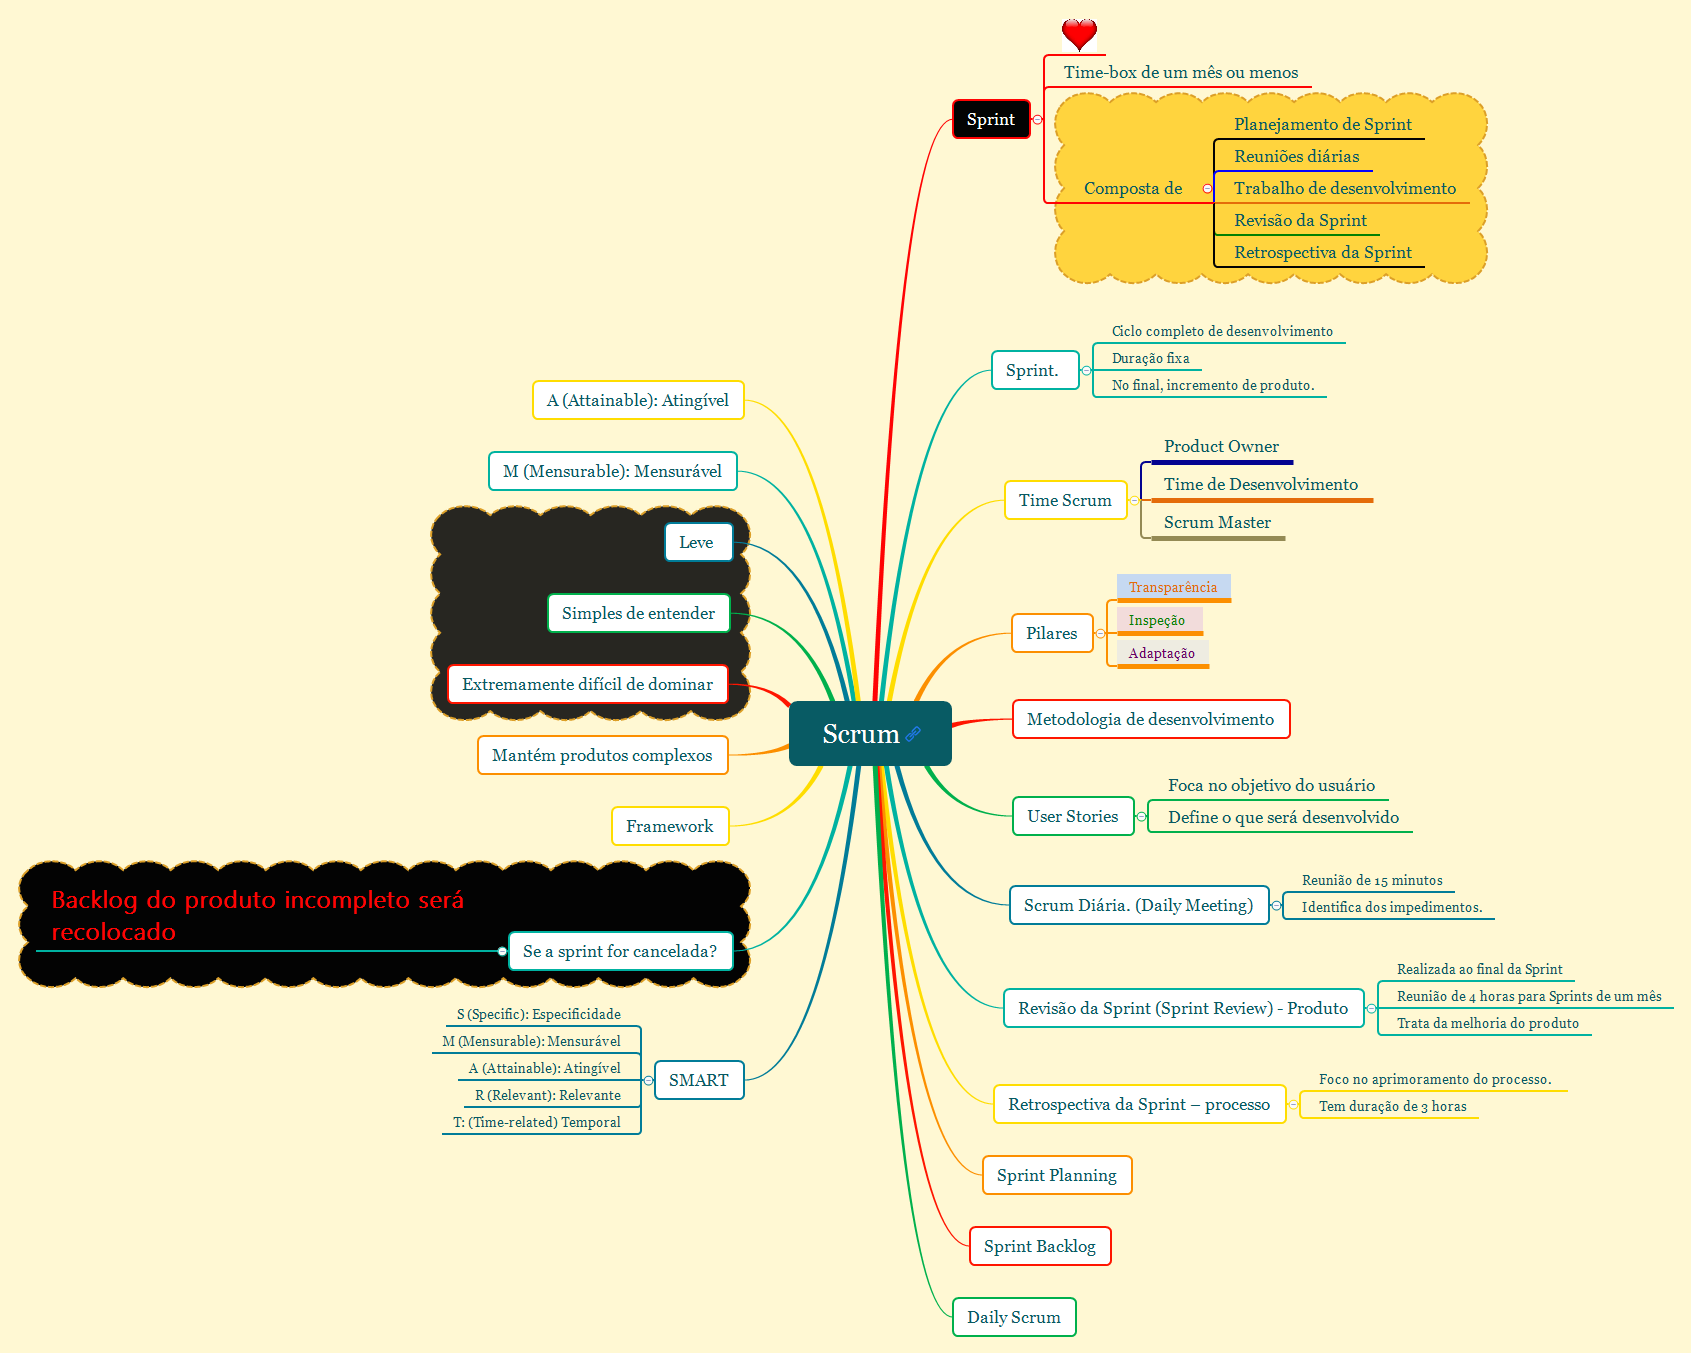 Scrum
Sprint
Time-box de um mês ou menos
Composta de
Planejamento de Sprint
Reuniões diárias
Trabalho de desenvolvimento
Revisão da Sprint
Retrospectiva da Sprint
Sprint.
Ciclo completo de desenvolvimento
Duração fixa
No final, incremento de produto.
Time Scrum
Product Owner
Time de Desenvolvimento
Scrum Master
Pilares
Transparência
Inspeção
Adaptação
Metodologia de desenvolvimento
User Stories
Foca no objetivo do usuário
Define o que será desenvolvido
Scrum Diária. (Daily Meeting)
Reunião de 15 minutos
Identifica dos impedimentos.
Revisão da Sprint (Sprint Review) - Produto
Realizada ao final da Sprint
Reunião de 4 horas para Sprints de um mês
Trata da melhoria do produto
Retrospectiva da Sprint – processo
Foco no aprimoramento do processo.
Tem duração de 3 horas
Sprint Planning
Sprint Backlog
Daily Scrum
A (Attainable): Atingível
M (Mensurable): Mensurável
Leve
Simples de entender
Extremamente difícil de dominar
Mantém produtos complexos
Framework
Se a sprint for cancelada?
Backlog do produto incompleto será
recolocado
SMART
S (Specific): Especificidade
M (Mensurable): Mensurável
A (Attainable): Atingível
R (Relevant): Relevante
T: (Time-related) Temporal